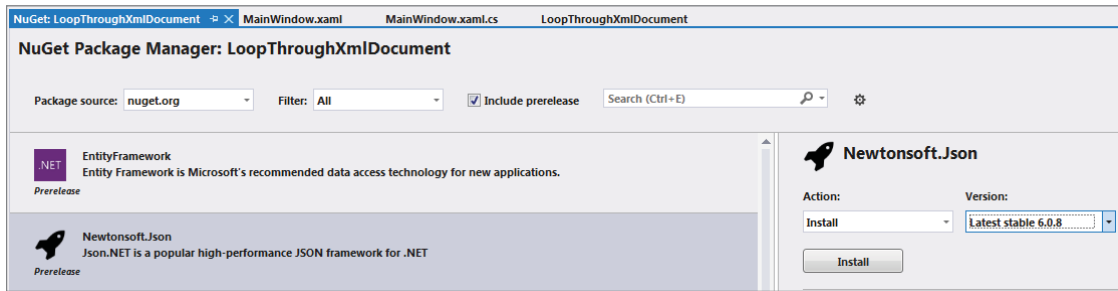 NuGet: LoopThroughXmlDocument MainWindow.xaml MainWindow.xaml.cs LoopThroughXmlDocument
NuGet Package Manager: LoopThroughXmlDocument
Package source: nuget.org Filter: All Include prerelease Search (Ctrl+E)
.NET
EntityFramework
Entity Framework is Microsoft's recommended data access technology for new applications.
Prerelease
Newtonsoft.Json
Json.NET is a popular high-performance JSON framework for .NET
Prerelease
Newtonsoft.Json
Action: Version:
Install Latest stable 6.0.8
Install